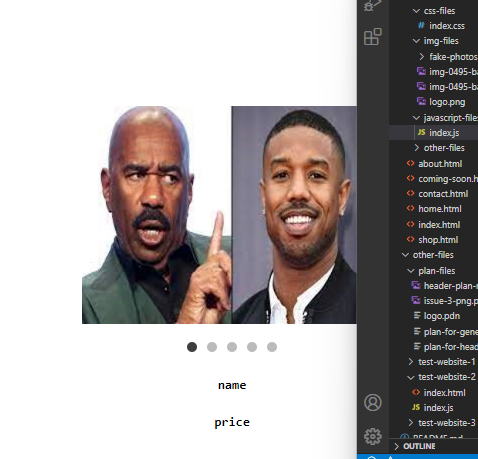 name
price
css-files
# index.css
img-files
fake-photos
img-0495-ba
img-0495-ba
logo.png
javascript-files
JS index.js
other-files
<> about.html
<> coming-soon.h
<> contact.html
<> home.html
<> index.html
<> shop.html
other-files
plan-files
header-plan-
issue-3-png.p
logo.pdn
plan-for-gene
plan-for-head
test-website-1
test-website-2
<> index.html
JS index.js
test-website-3
README.md
OUTLINE